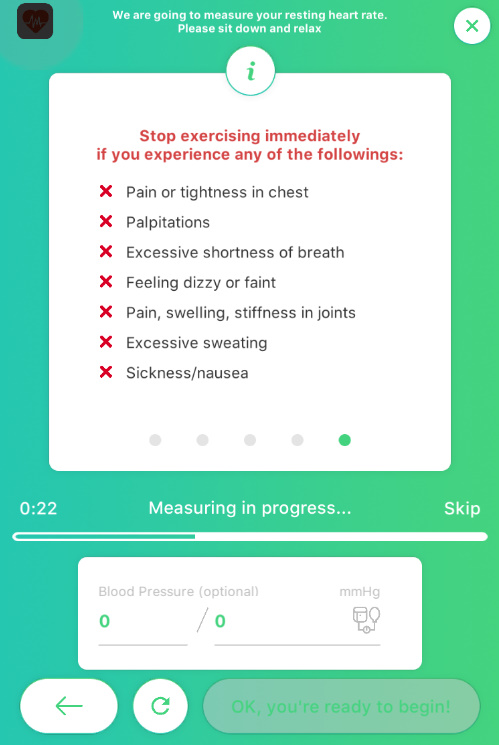 We are going to measure your resting heart rate.
Please sit down and relax
i
Stop exercising immediately
if you experience any of the followings:
Pain or tightness in chest
Palpitations
Excessive shortness of breath
Feeling dizzy or faint
Pain, swelling, stiffness in joints
Excessive sweating
Sickness/nausea
0:22 Measuring in progress... Skip
Blood Pressure (optional) mmHg
0 / 0
OK, you're ready to begin!